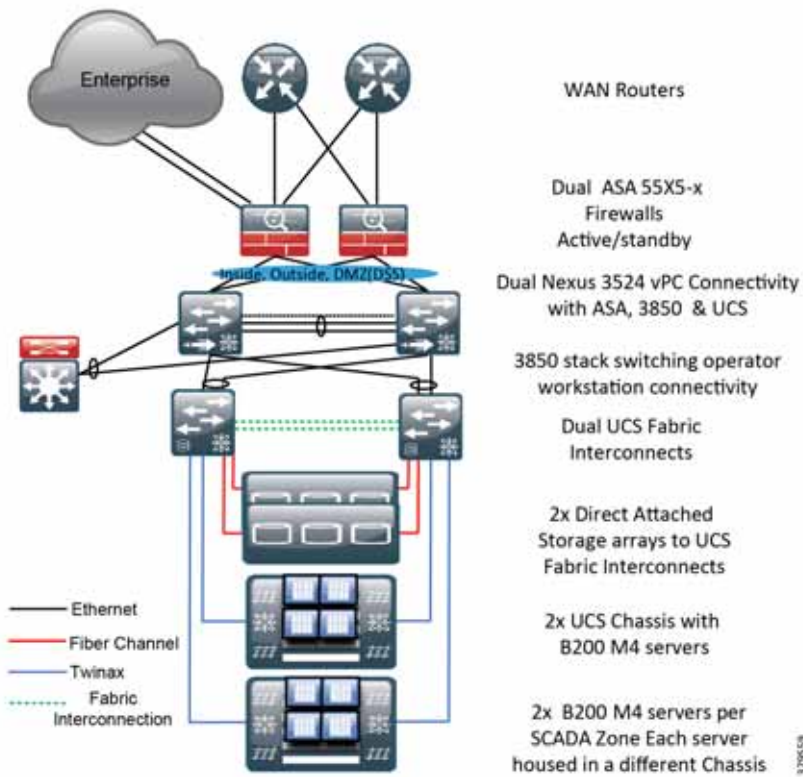 Enterprise
WAN Routers
Dual ASA 55X5-x
Firewalls
Active/standby
Inside, Outside, DMZ(DSS)
Dual Nexus 3524 vPC Connectivity
with ASA, 3850 & UCS
3850 stack switching operator
workstation connectivity
Dual UCS Fabric
Interconnects
2x Direct Attached
Storage arrays to UCS
Fabric Interconnects
2x UCS Chassis with
B200 M4 servers
2x B200 M4 servers per
SCADA Zone Each server
housed in a different Chassis
Ethernet
Fiber Channel
Twinax
Fabric
Interconnection